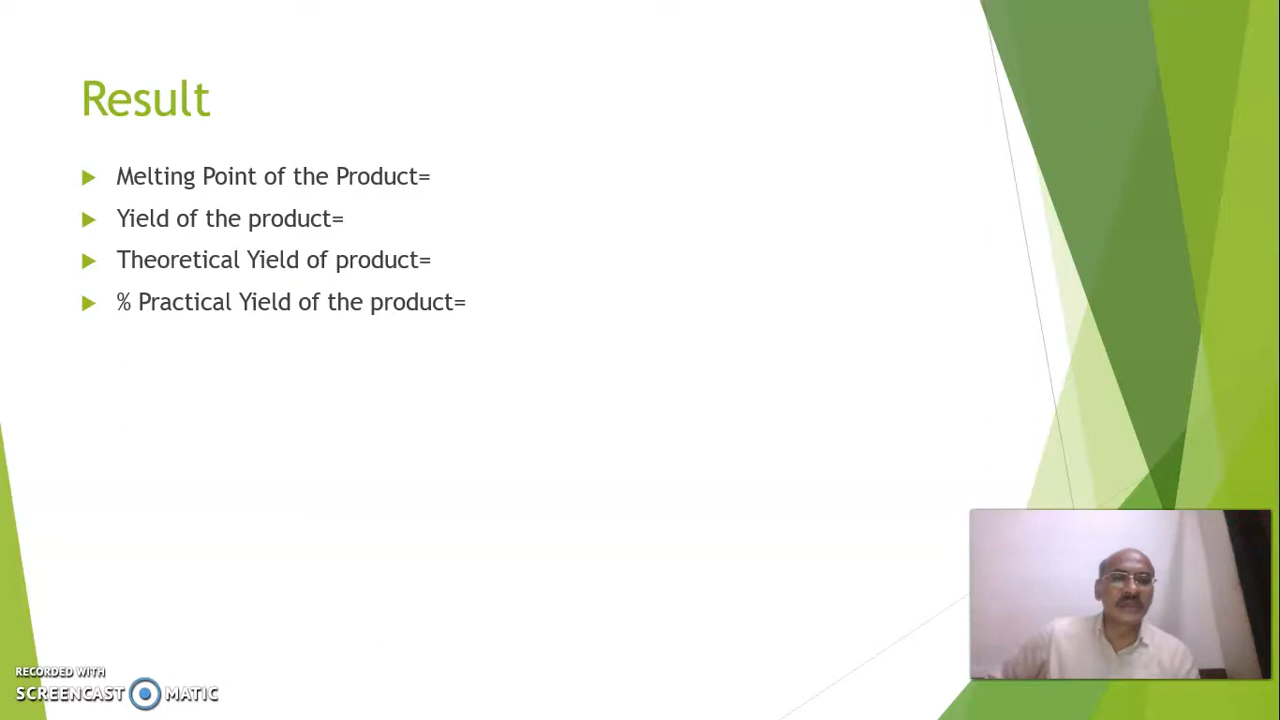 Result
Melting Point of the Product=
Yield of the product=
Theoretical Yield of product=
% Practical Yield of the product=
RECORDED WITH
SCREENCAST MATIC